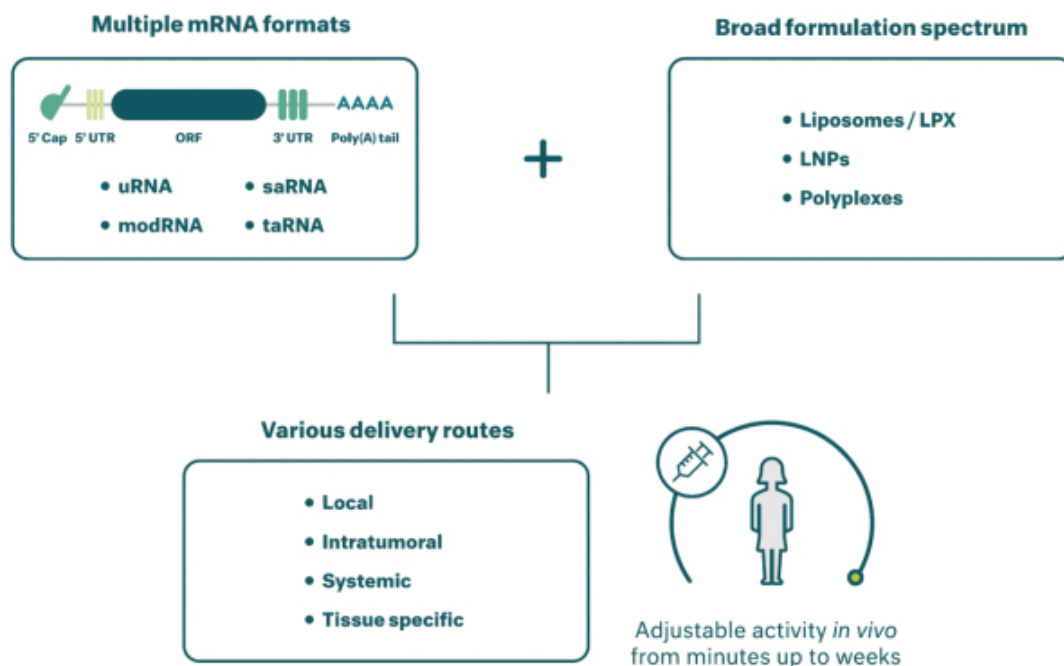 Multiple mRNA formats
Broad formulation spectrum
AAAA
5' Cap 5' UTR ORF 3' UTR Poly(A) tail
• uRNA • saRNA
• modRNA • taRNA
+
• Liposomes / LPX
• LNPs
• Polyplexes
Various delivery routes
• Local
• Intratumoral
• Systemic
• Tissue specific
Adjustable activity in vivo
from minutes up to weeks